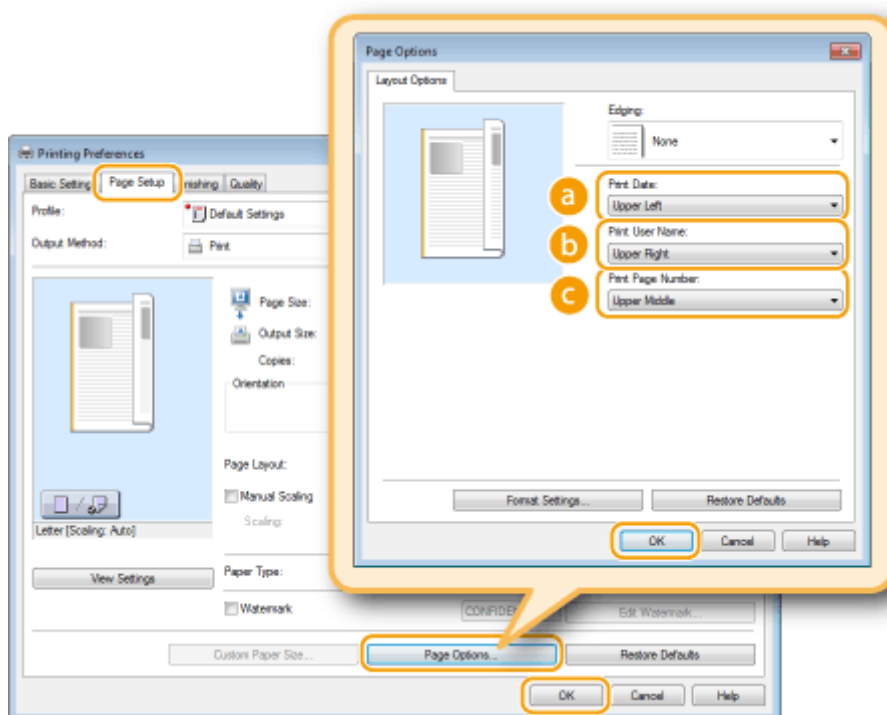 Page Options
Layout Options
Edging:
None
a
Print Date:
Upper Left
b
Print User Name:
Upper Right
c
Print Page Number:
Upper Middle
Format Settings...
Restore Defaults
OK
Cancel
Help
Printing Preferences
Basic Setting
Page Setup
nishing
Quality
Profile:
Default Settings
Output Method:
Print
Page Size:
Output Size:
Copies:
Orientation
Page Layout:
Manual Scaling
Scaling:
Letter [Scaling: Auto]
View Settings
Paper Type:
Watermark
CONFIDE
Edit Watermark...
Custom Paper Size...
Page Options...
Restore Defaults
OK
Cancel
Help